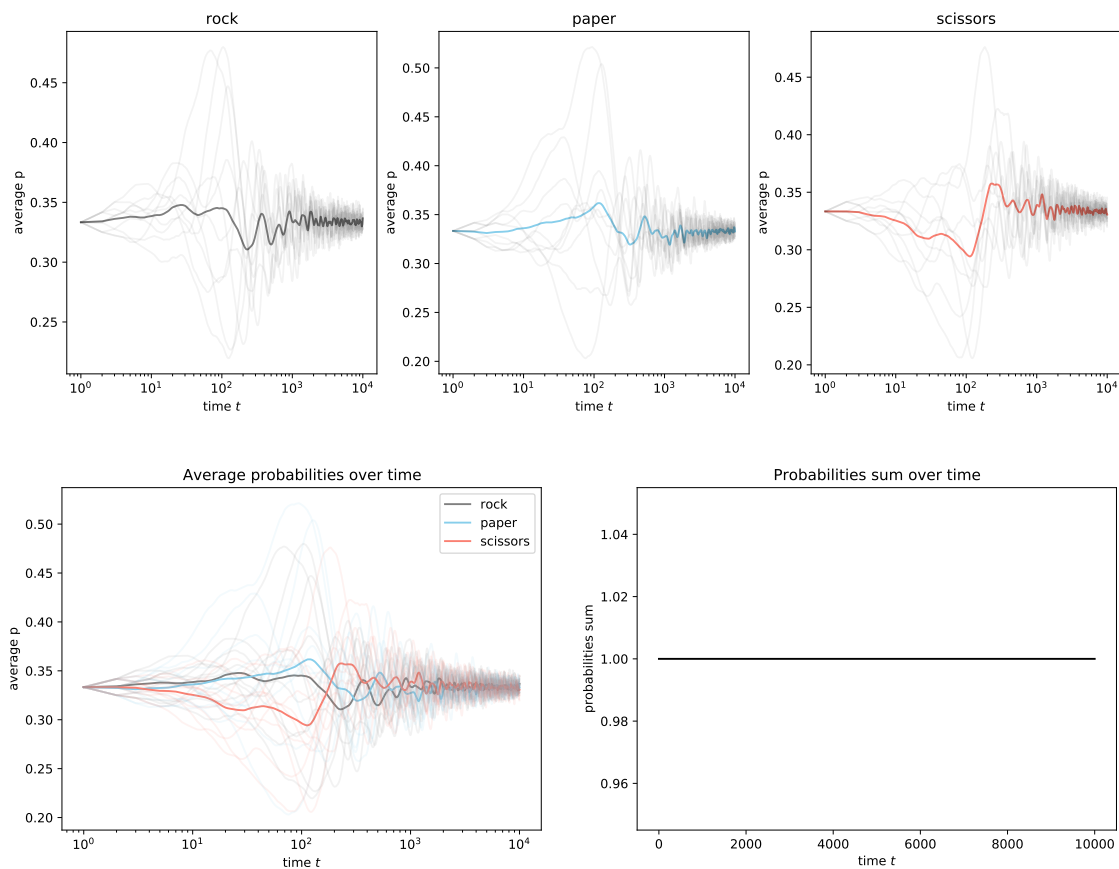 rock
average p
0.45
0.40
0.35
0.30
0.25
10⁰ 10¹ 10² 10³ 10⁴
time t
paper
average p
0.50
0.45
0.40
0.35
0.30
0.25
0.20
10⁰ 10¹ 10² 10³ 10⁴
time t
scissors
average p
0.45
0.40
0.35
0.30
0.25
0.20
10⁰ 10¹ 10² 10³ 10⁴
time t
Average probabilities over time
average p
0.50
0.45
0.40
0.35
0.30
0.25
0.20
rock
paper
scissors
10⁰ 10¹ 10² 10³ 10⁴
time t
Probabilities sum over time
probabilities sum
1.04
1.02
1.00
0.98
0.96
0 2000 4000 6000 8000 10000
time t